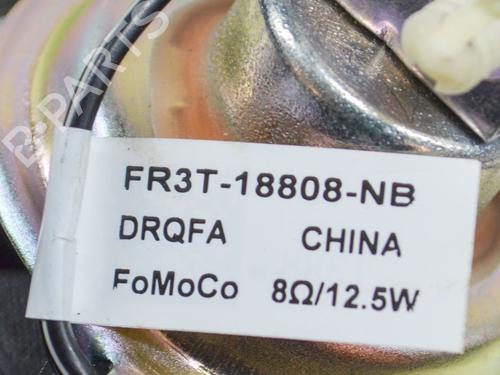 B-PARTS
FR3T-18808-NB
DRQFA CHINA
FoMoCo 8Ω/12.5W